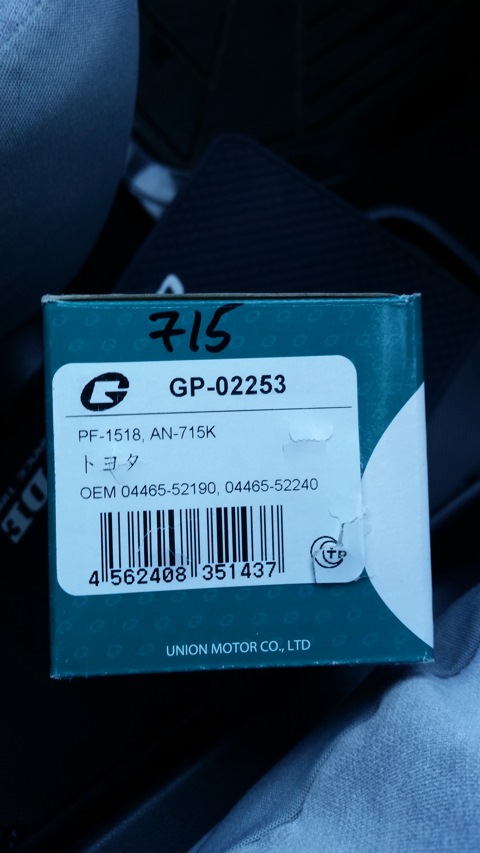 715
G GP-02253
PF-1518, AN-715K
トヨタ
OEM 04465-52190, 04465-52240
4 562408 351437
UNION MOTOR CO., LTD
DE